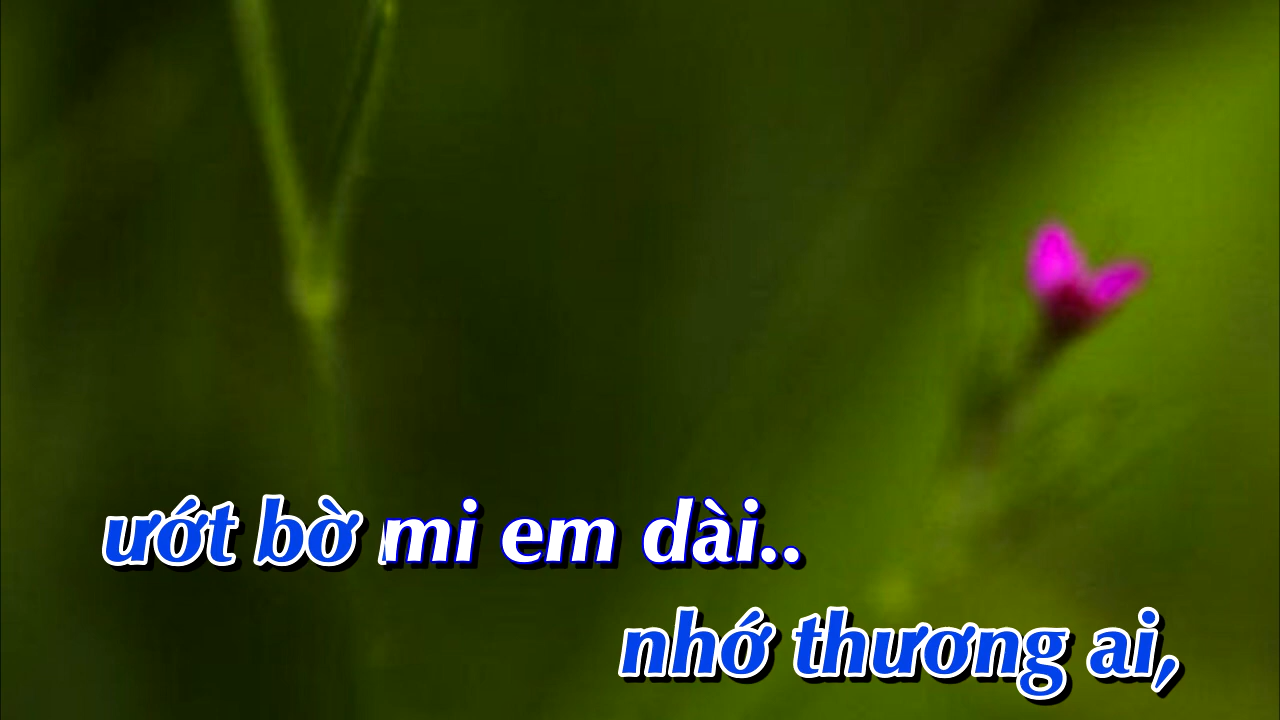 ướt bờ mi em dài..
nhớ thương ai,